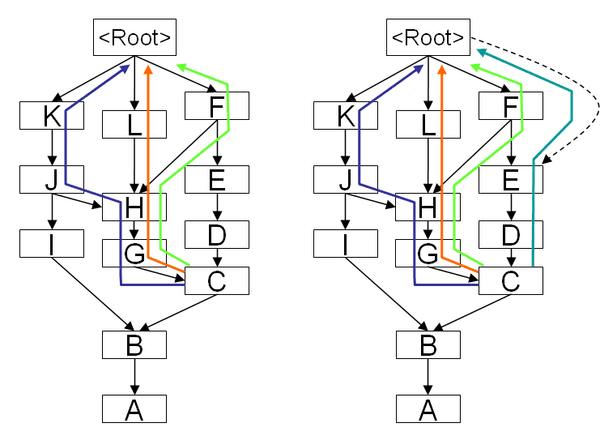 <Root> <Root>
K L F K L F
J H E J H E
I G D I G D
C C
B B
A A